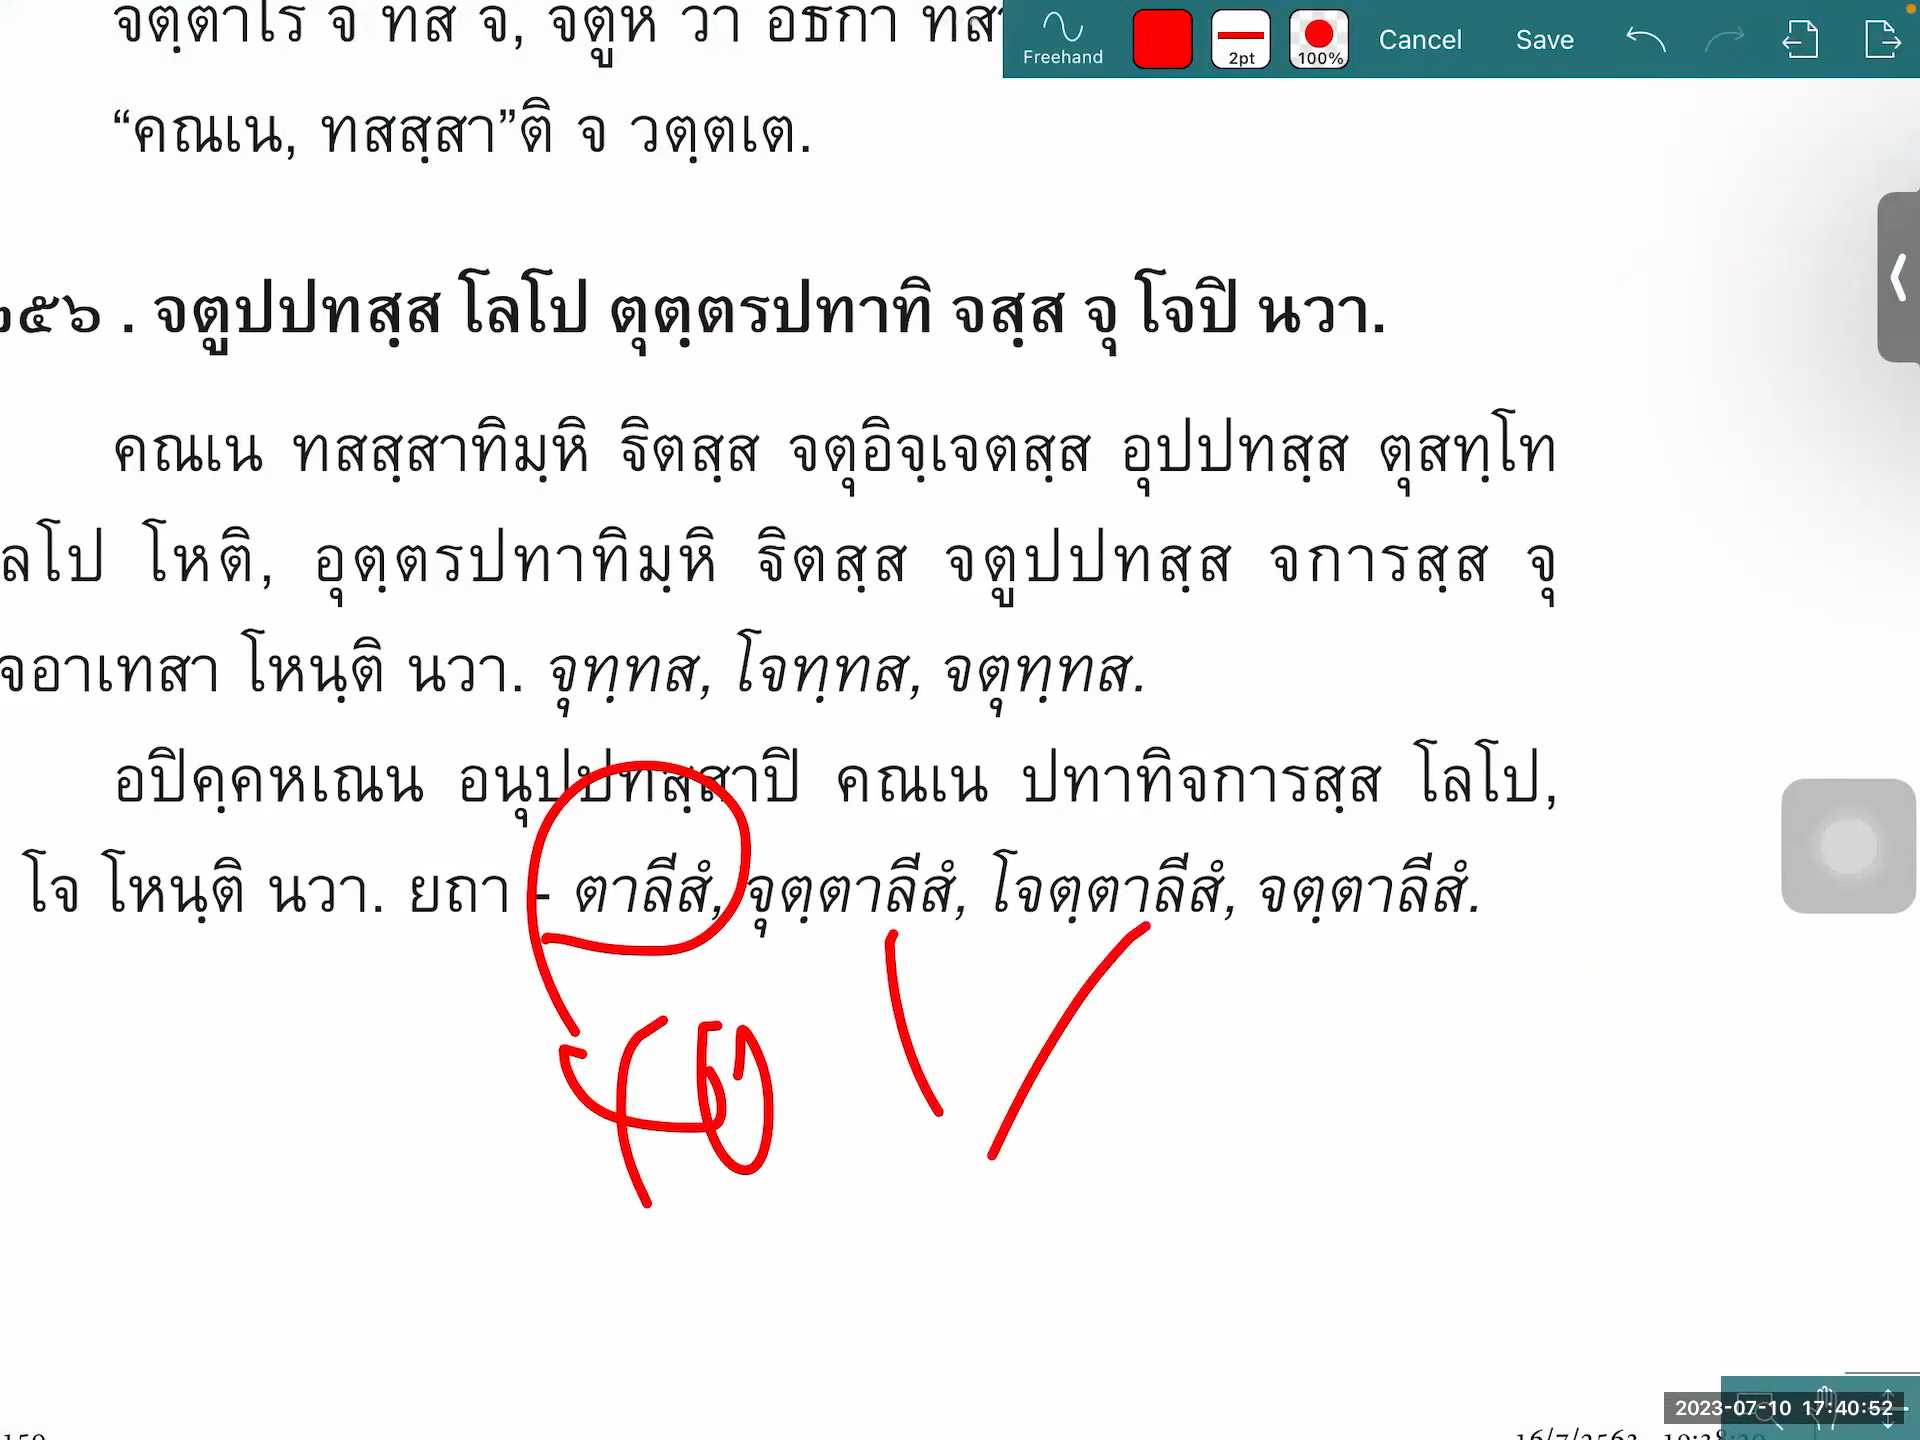 จตฺตาโร จ ทส จ, จตูหิ วา อธิกา
Freehand
2pt
100%
Cancel
Save
“คณเน, ทสสฺสา”ติ จ วตฺตเต.
๕๖ . จตูปปทสฺส โลโป ตุตฺตรปทาทิ จสฺส จุ โจปิ นวา.
คณเน ทสสฺสาทิมฺหิ ฐิตสฺส จตุอิจฺเจตสฺส อุปปทสฺส ตุสทฺโท
ลโป โหติ, อุตฺตรปทาทิมฺหิ ฐิตสฺส จตูปปทสฺส จการสฺส จุ
จอาเทสา โหนฺติ นวา. จุทฺทส, โจทฺทส, จตุทฺทส.
อปิคฺคหเณน อนุปปทสฺสาปิ คณเน ปทาทิจการสฺส โลโป,
โจ โหนฺติ นวา. ยถา - ตาลีสํ, จุตฺตาลีสํ, โจตฺตาลีสํ, จตฺตาลีสํ.
2023-07-10 17:40:52